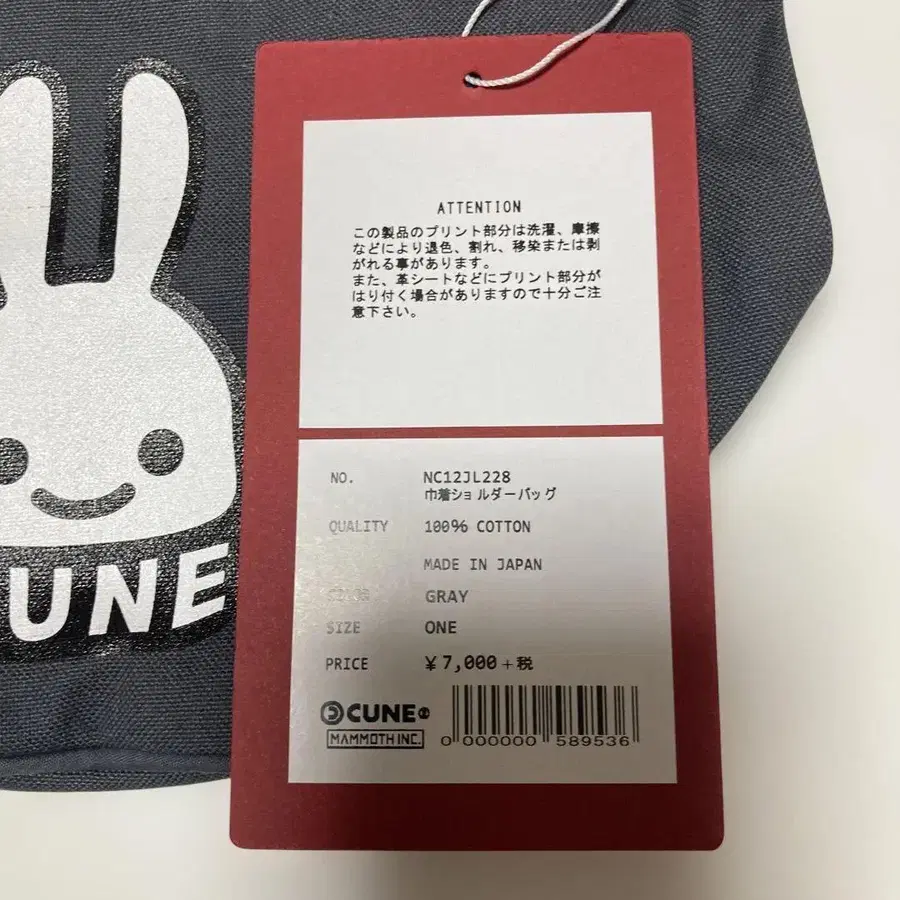 ATTENTION
この製品のプリント部分は洗濯、摩擦
などにより退色、割れ、移染または剥
がれる事があります。
また、革シートなどにプリント部分が
はり付く場合がありますので十分ご注
意下さい。
NO. NC12JL228
巾着ショルダーバッグ
QUALITY 100% COTTON
MADE IN JAPAN
COLOR GRAY
SIZE ONE
PRICE ¥7,000+税
CUNE
MAMMOTH INC.
0 000000 589536
UNE